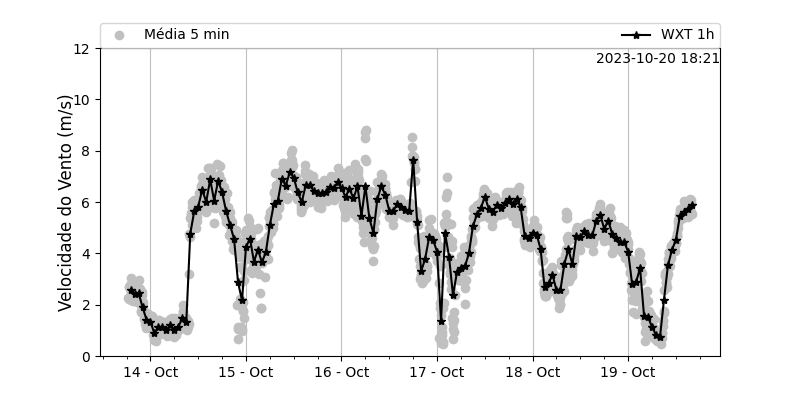 Média 5 min
WXT 1h
2023-10-20 18:21
Velocidade do Vento (m/s)
12
10
8
6
4
2
0
14 - Oct
15 - Oct
16 - Oct
17 - Oct
18 - Oct
19 - Oct